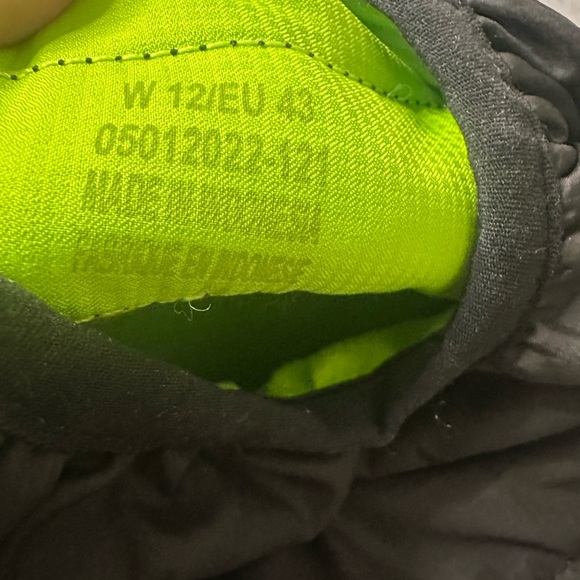 W 12/EU 43
05012022-121
MADE IN INDONESIA
FABRIQUE EN INDONESIE